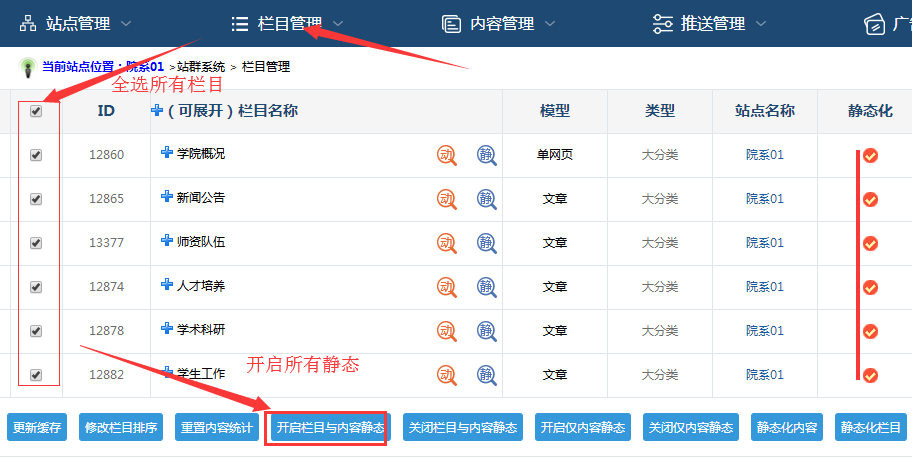 站点管理 栏目管理 内容管理 推送管理 广
当前站点位置：院系01 >站群系统 > 栏目管理
全选所有栏目
ID （可展开）栏目名称 模型 类型 站点名称 静态化
12860 学院概况 动 静 单网页 大分类 院系01
12865 新闻公告 动 静 文章 大分类 院系01
13377 师资队伍 动 静 文章 大分类 院系01
12874 人才培养 动 静 文章 大分类 院系01
12878 学术科研 动 静 文章 大分类 院系01
开启所有静态
12882 学生工作 动 静 文章 大分类 院系01
更新缓存 修改栏目排序 重置内容统计 开启栏目与内容静态 关闭栏目与内容静态 开启仅内容静态 关闭仅内容静态 静态化内容 静态化栏目